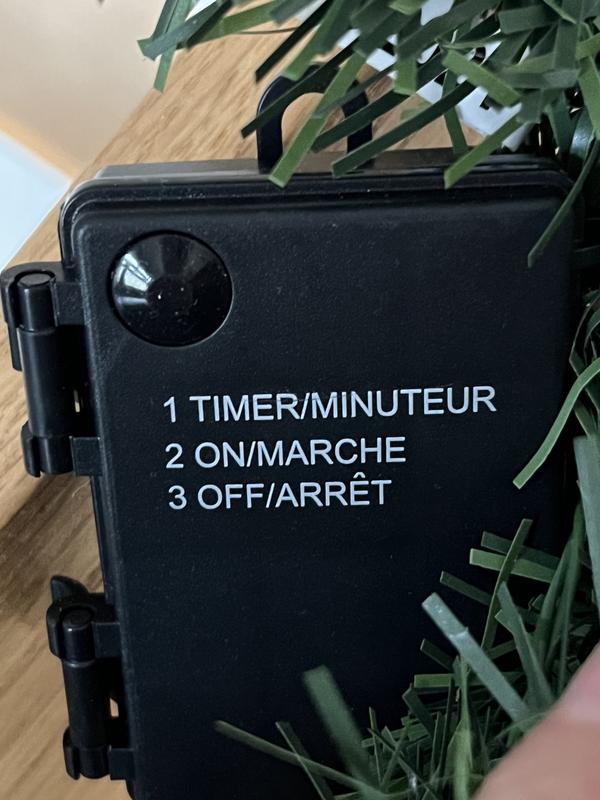 1 TIMER/MINUTEUR
2 ON/MARCHE
3 OFF/ARRÊT